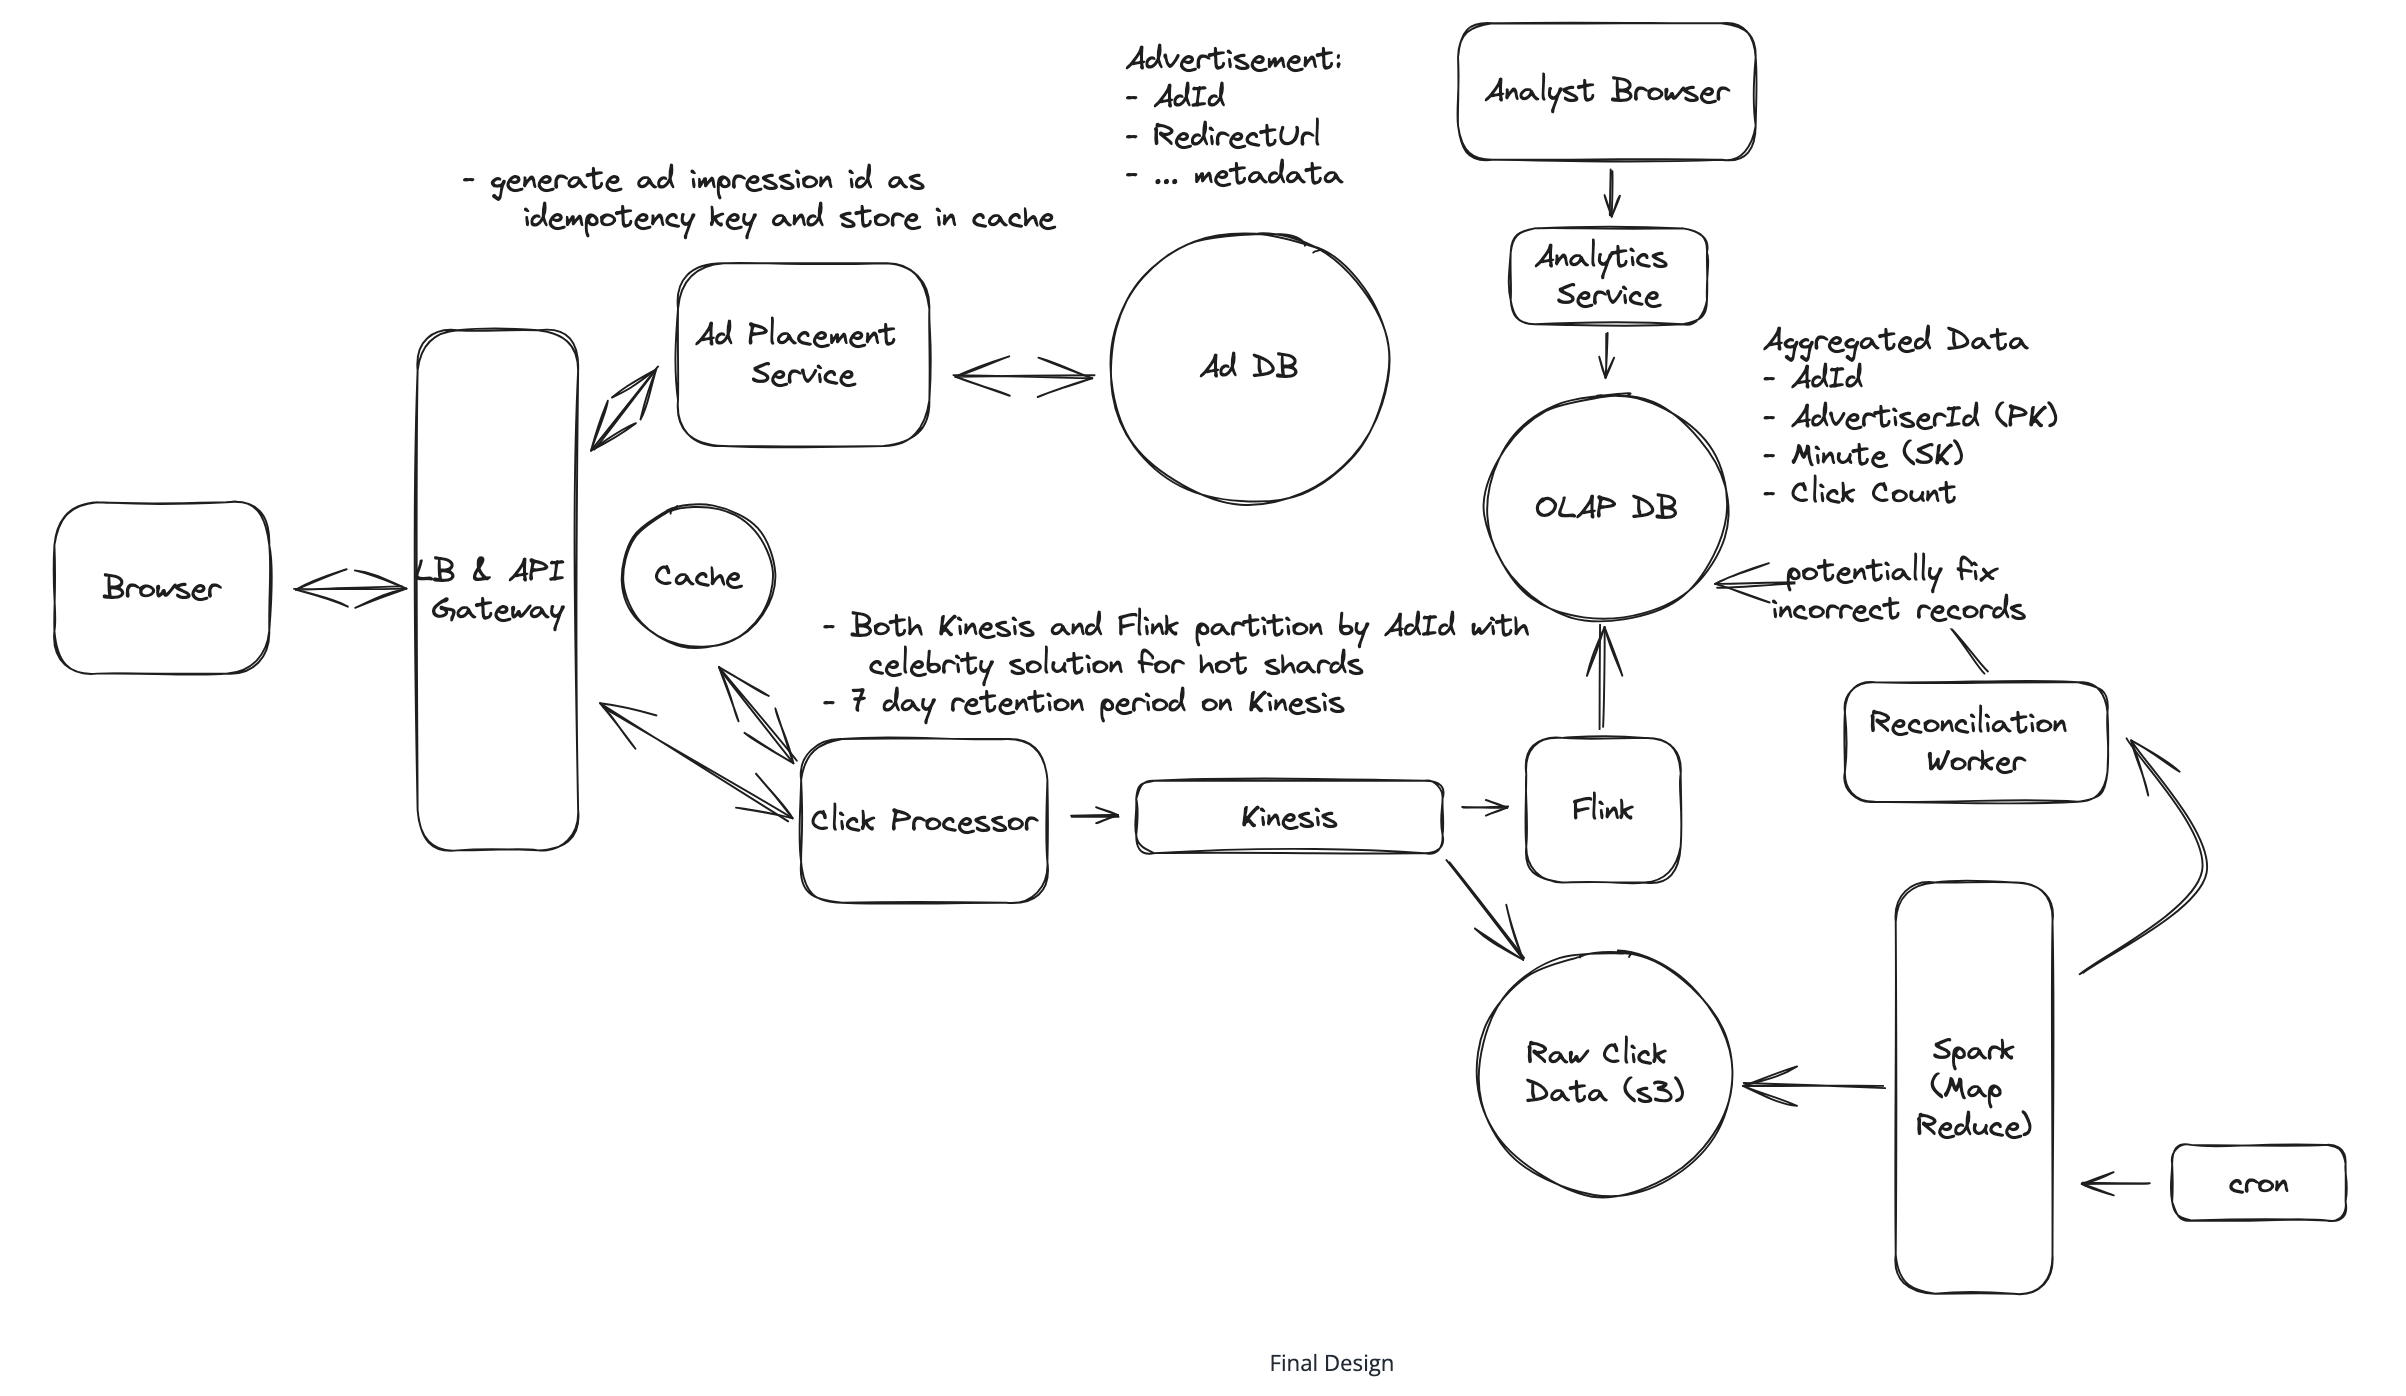 Advertisement:
- AdId
- RedirectUrl
- ... metadata
Analyst Browser
- generate ad impression id as
idempotency key and store in cache
Analytics
Service
Ad Placement
Service
Ad DB
Aggregated Data
- AdId
- AdvertiserId (PK)
- Minute (SK)
- Click Count
OLAP DB
Browser
LB & API
Gateway
Cache
potentially fix
incorrect records
- Both Kinesis and Flink partition by AdId with
celebrity solution for hot shards
- 7 day retention period on Kinesis
Reconciliation
Worker
Click Processor
Kinesis
Flink
Raw Click
Data (s3)
Spark
(Map
Reduce)
cron
Final Design